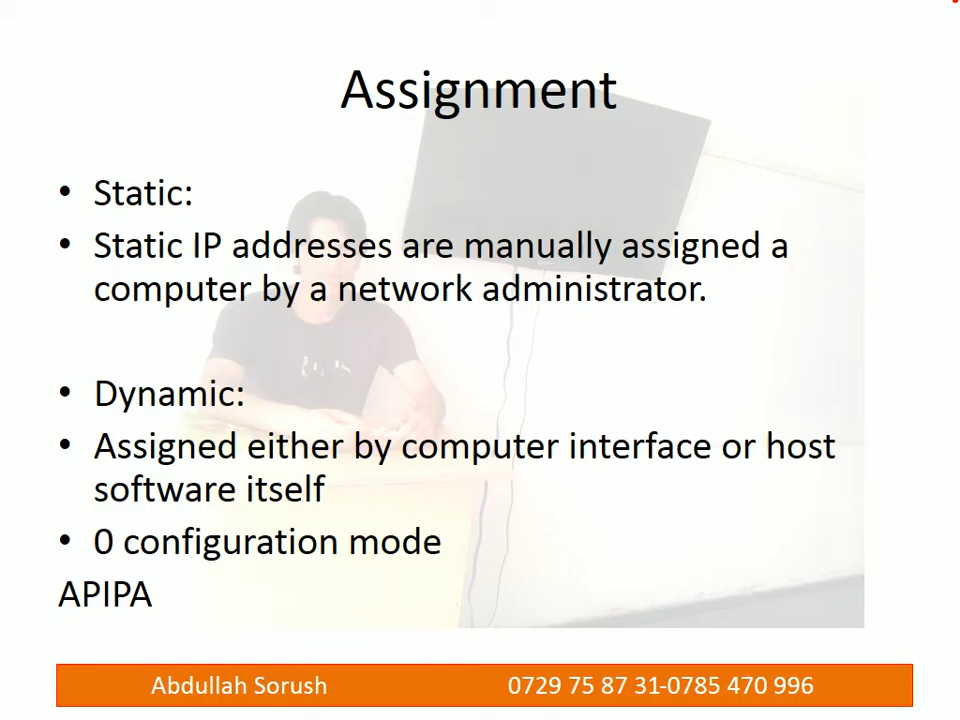 Assignment
• Static:
• Static IP addresses are manually assigned a
computer by a network administrator.
• Dynamic:
• Assigned either by computer interface or host
software itself
• 0 configuration mode
APIPA
Abdullah Sorush 0729 75 87 31-0785 470 996